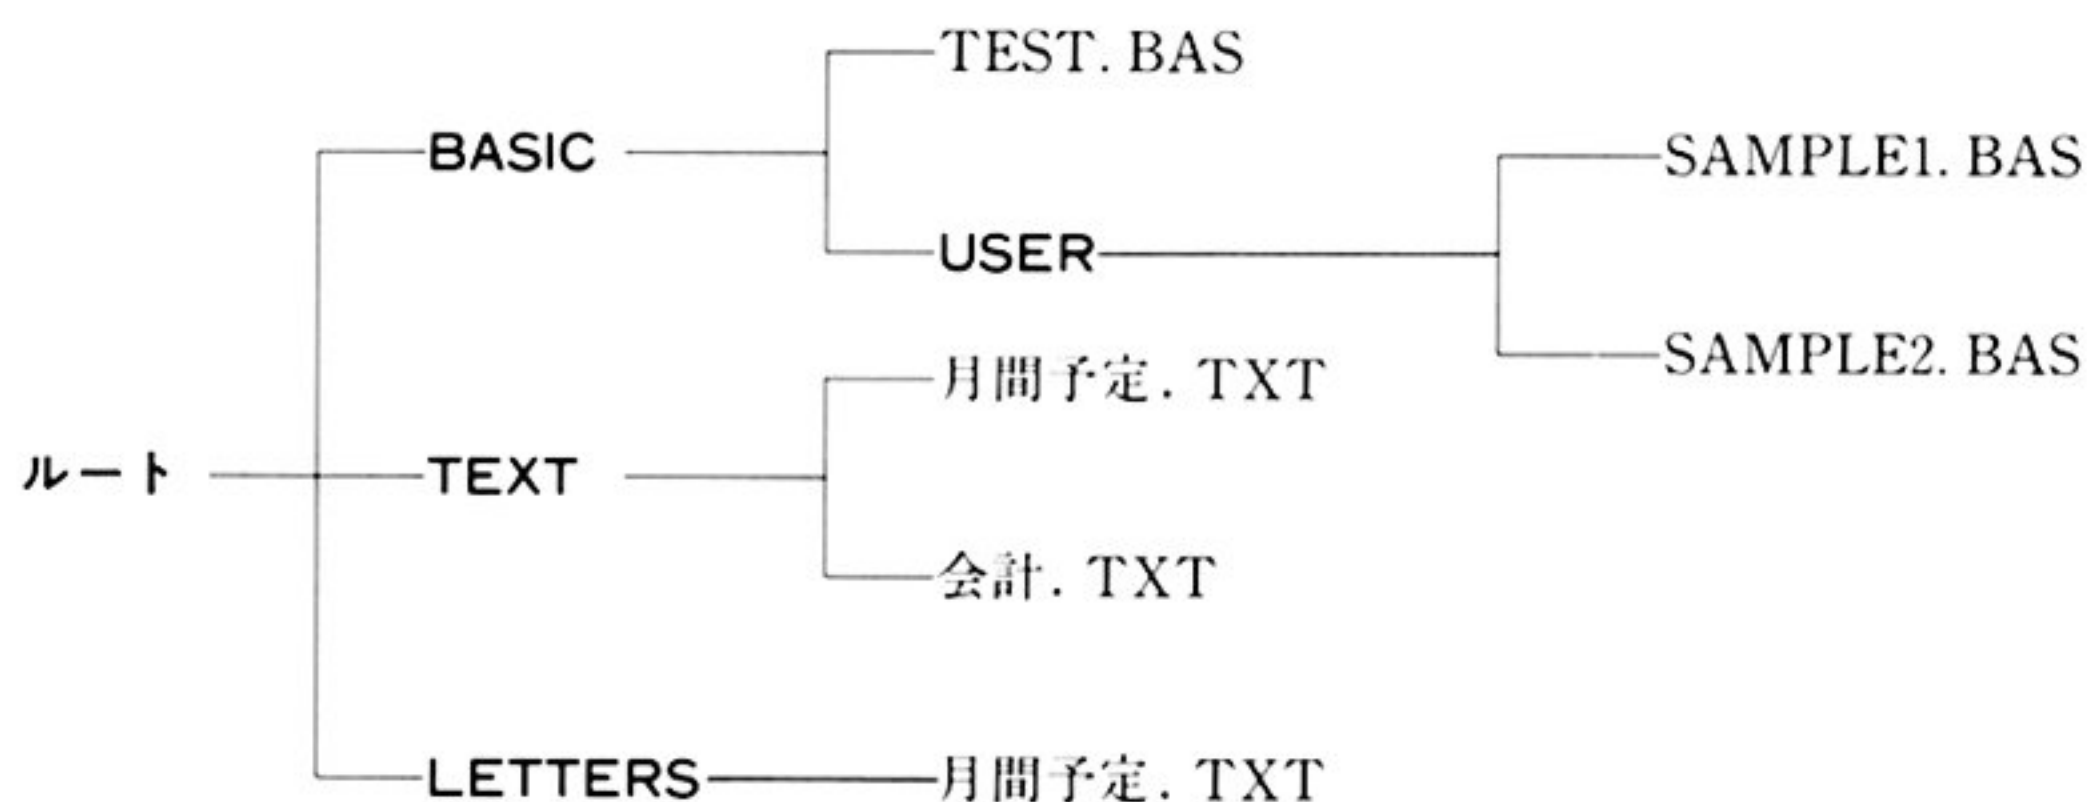 TEST. BAS
BASIC
SAMPLE1. BAS
USER
SAMPLE2. BAS
月間予定. TXT
ルート
TEXT
会計. TXT
LETTERS
月間予定. TXT